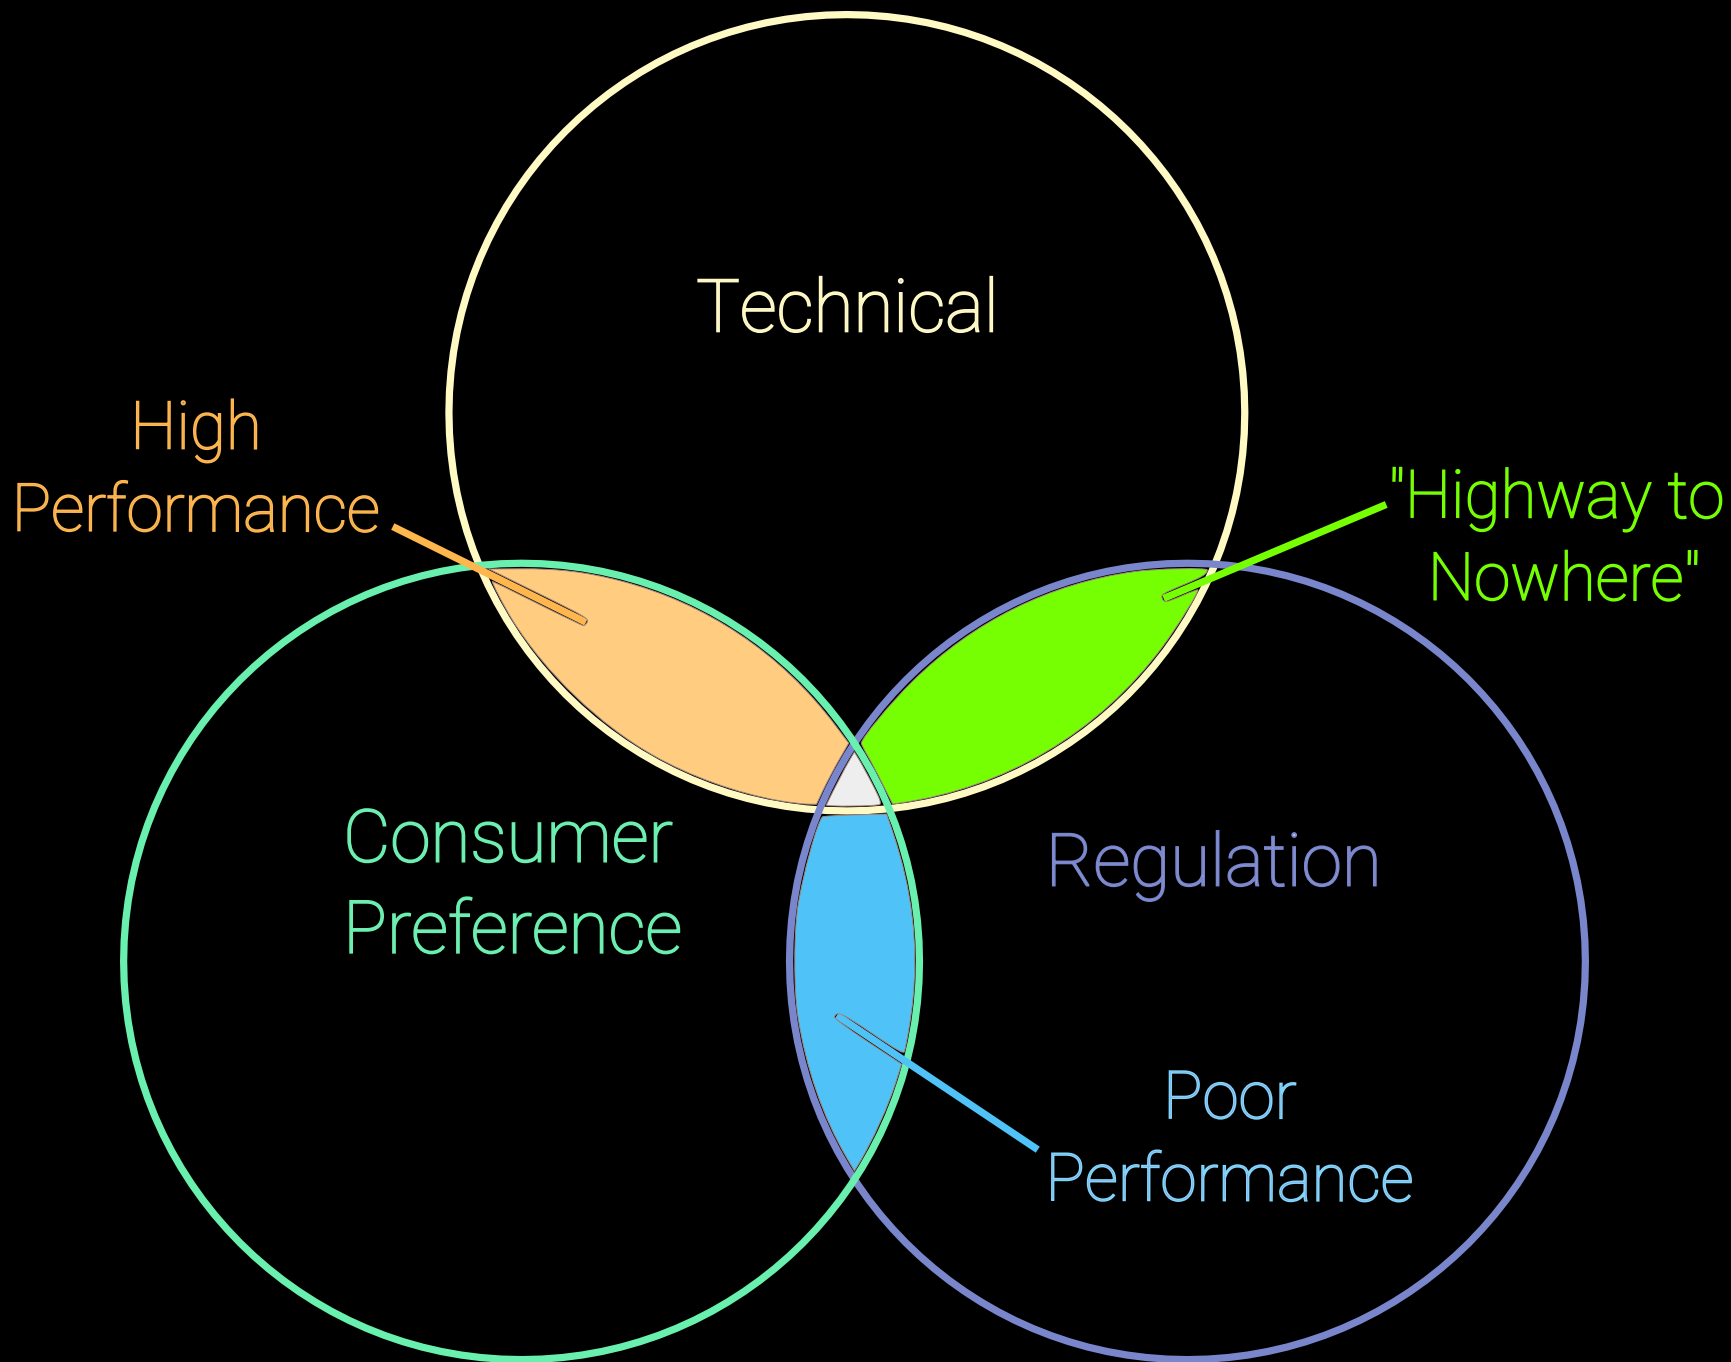 Technical
High
Performance
"Highway to
Nowhere"
Consumer
Preference
Regulation
Poor
Performance